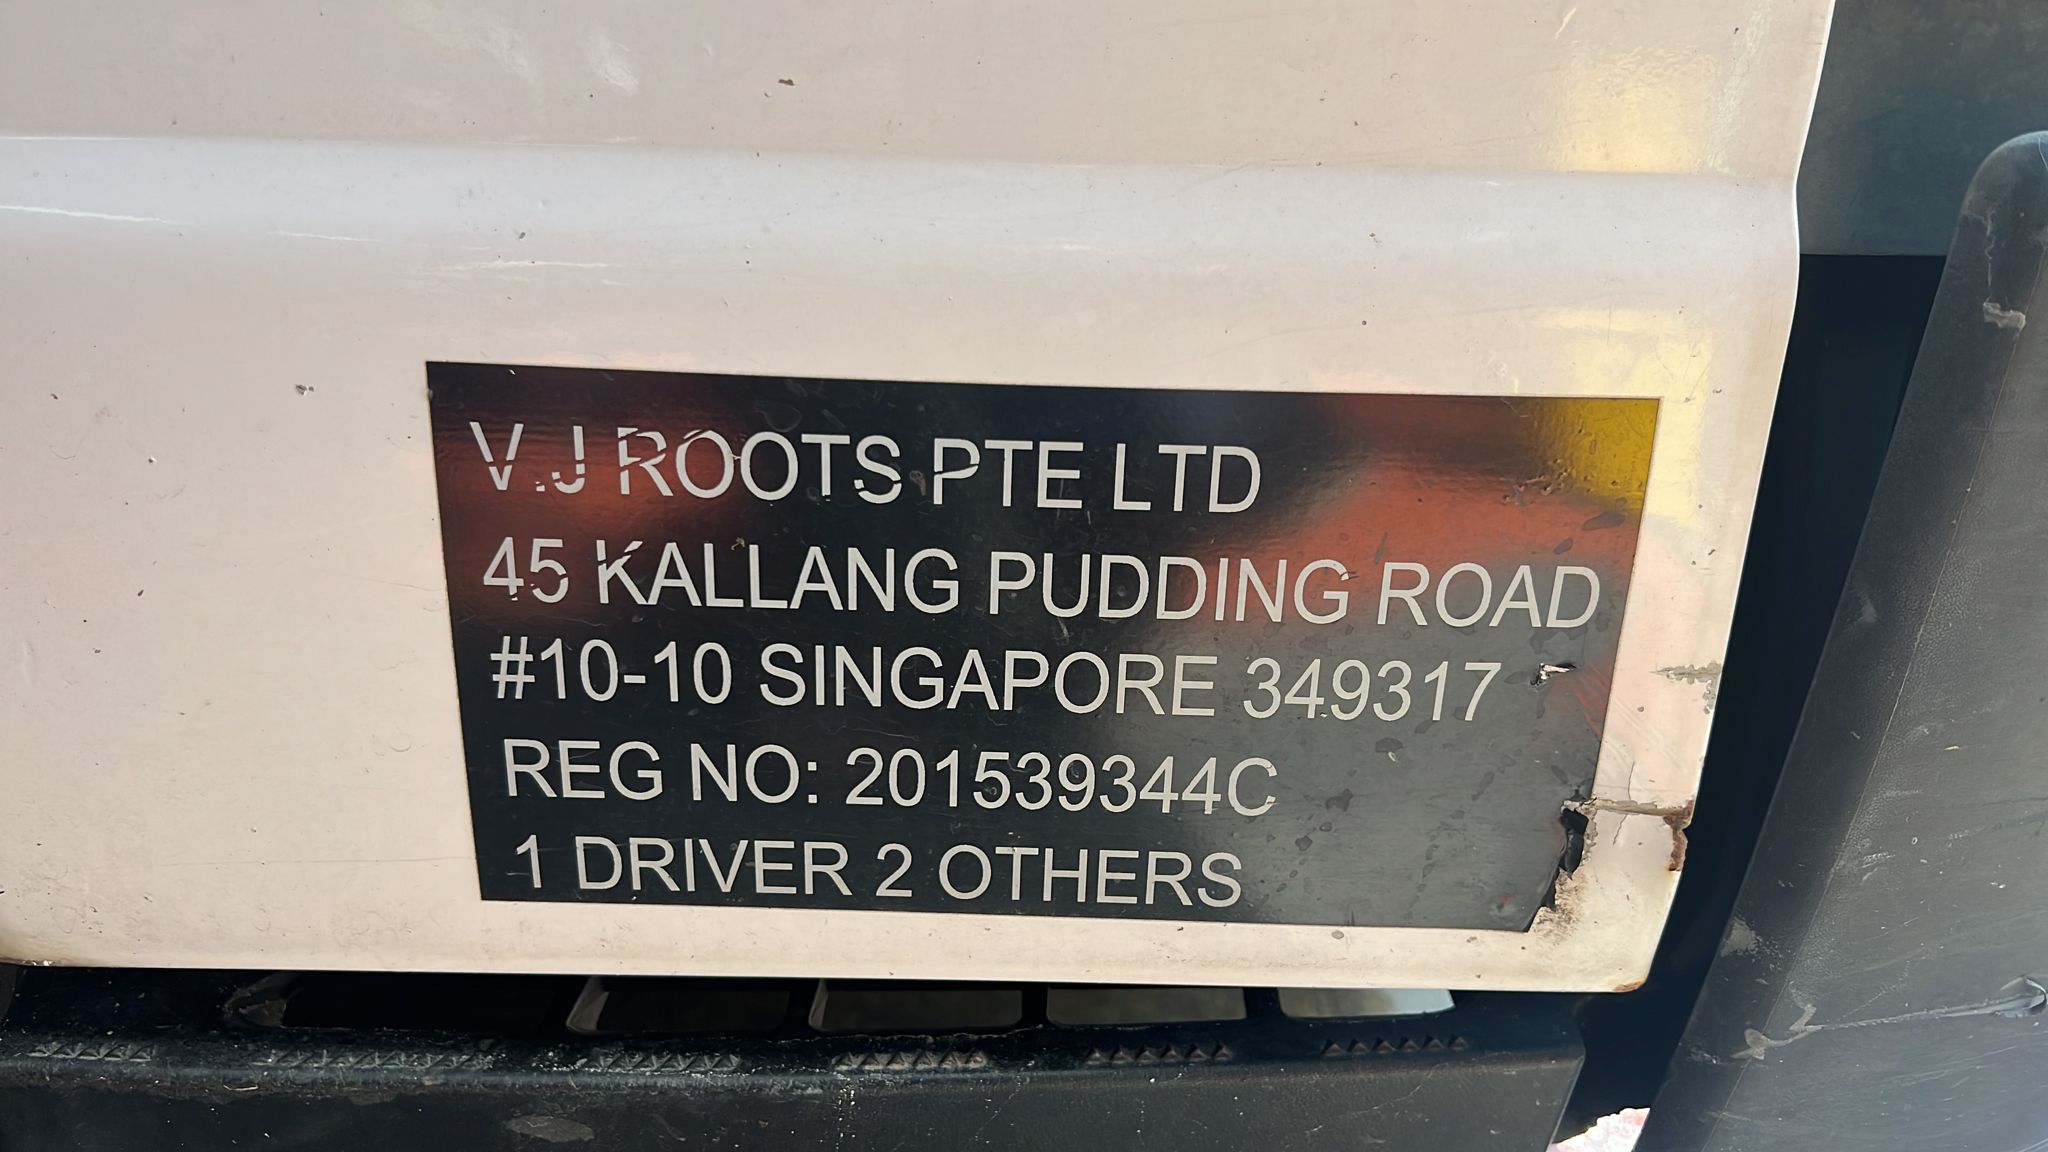 V.J ROOTS PTE LTD
45 KALLANG PUDDING ROAD
#10-10 SINGAPORE 349317
REG NO: 201539344C
1 DRIVER 2 OTHERS